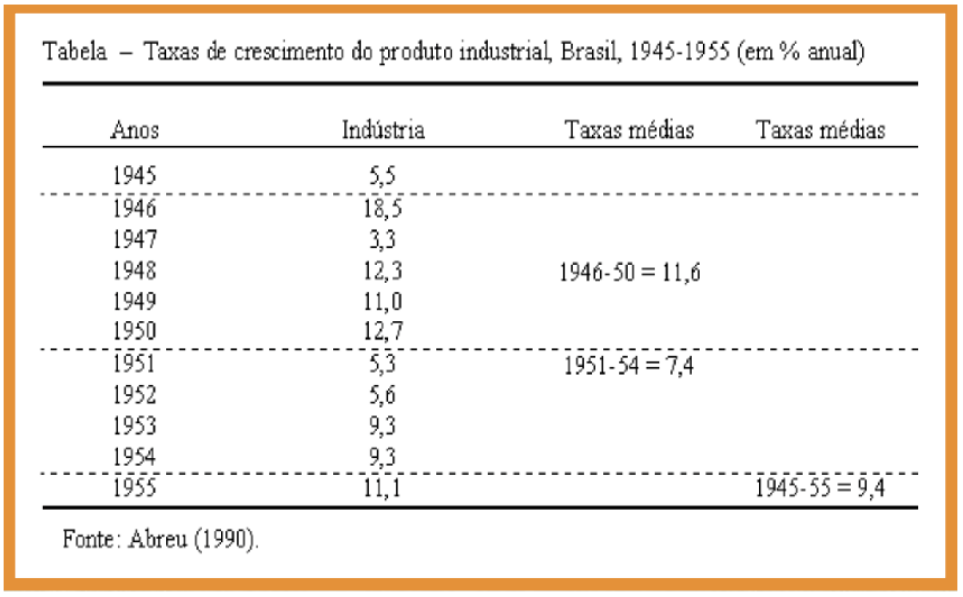 Tabela – Taxas de crescimento do produto industrial, Brasil, 1945-1955 (em % anual)
Anos Indústria Taxas médias Taxas médias
1945 5,5
1946 18,5
1947 3,3
1948 12,3 1946-50 = 11,6
1949 11,0
1950 12,7
1951 5,3 1951-54 = 7,4
1952 5,6
1953 9,3
1954 9,3
1955 11,1 1945-55 = 9,4
Fonte: Abreu (1990).